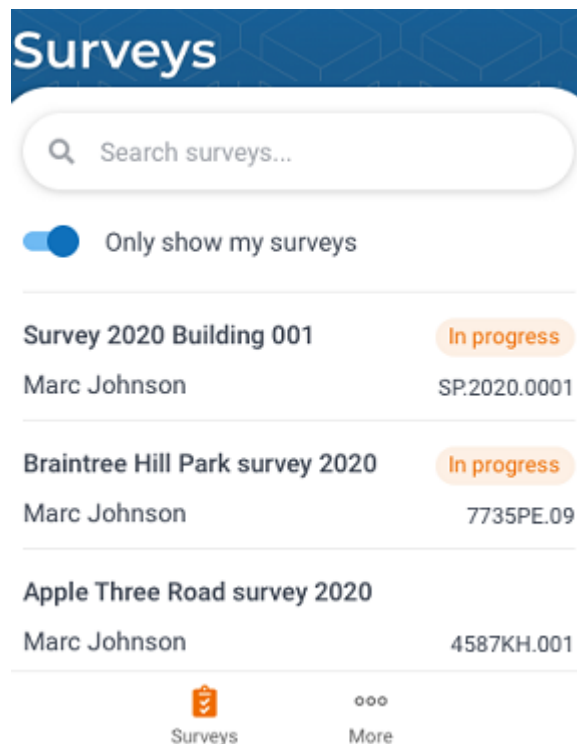 Surveys
Search surveys...
Only show my surveys
Survey 2020 Building 001 In progress
Marc Johnson SP.2020.0001
Braintree Hill Park survey 2020 In progress
Marc Johnson 7735PE.09
Apple Three Road survey 2020
Marc Johnson 4587KH.001
Surveys More